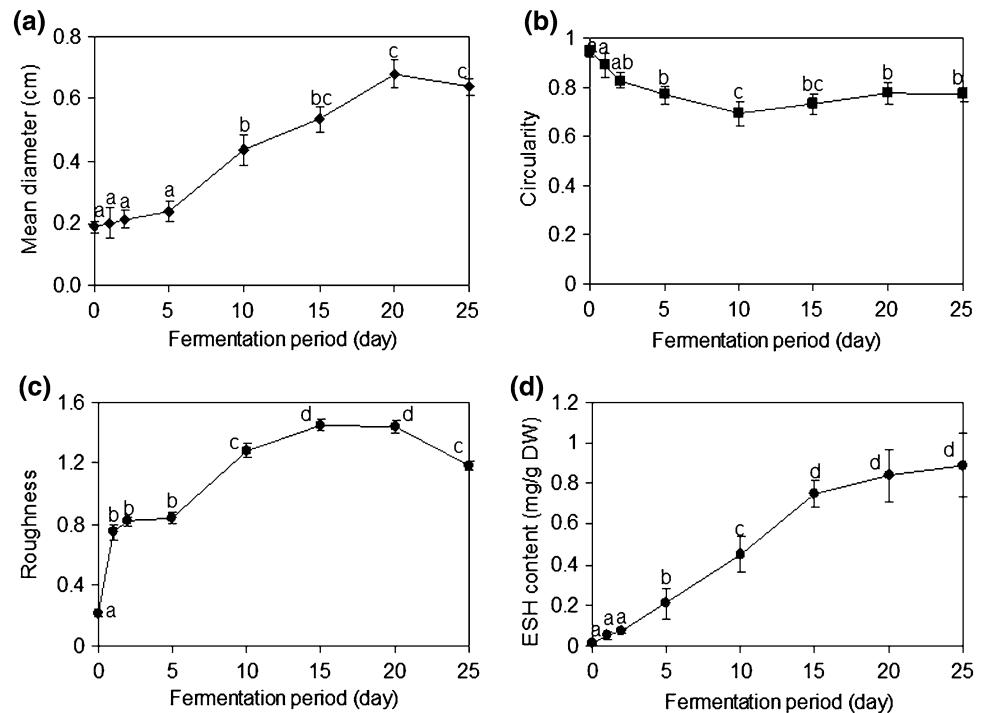 (a)
0.8
0.6
0.4
0.2
0.0
Mean diameter (cm)
a
a
a
a
b
bc
c
c
0 5 10 15 20 25
Fermentation period (day)
(b)
1
0.8
0.6
0.4
0.2
0
Circularity
a
a
ab
b
c
bc
b
b
0 5 10 15 20 25
Fermentation period (day)
(c)
1.6
1.2
0.8
0.4
0
Roughness
a
b
b
b
c
d
d
c
0 5 10 15 20 25
Fermentation period (day)
(d)
1.2
1
0.8
0.6
0.4
0.2
0
ESH content (mg/g DW)
a
a
a
b
c
d
d
d
0 5 10 15 20 25
Fermentation period (day)